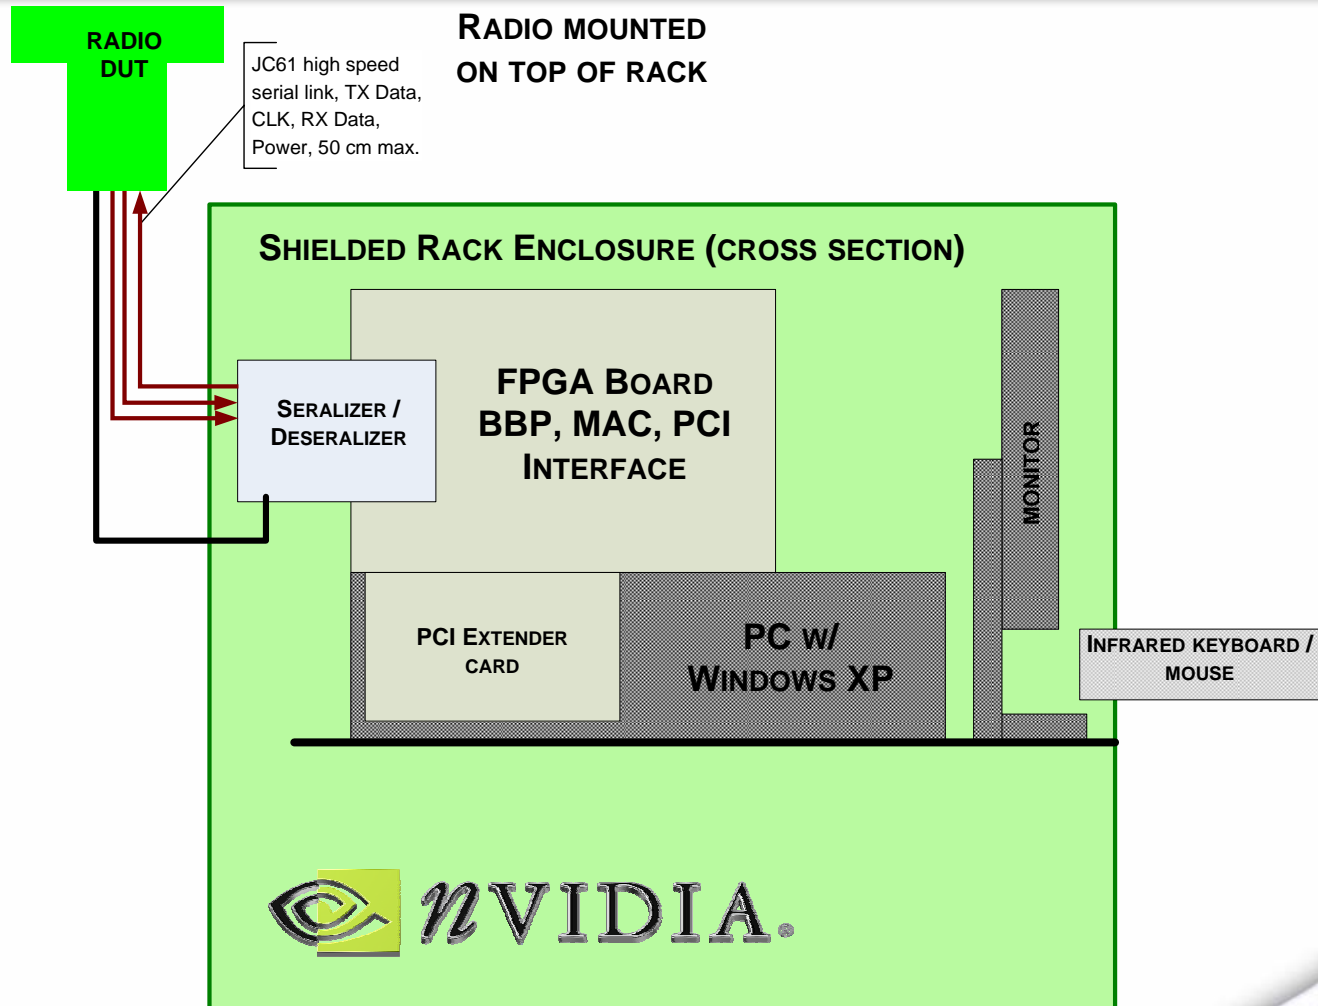 RADIO
DUT
JC61 high speed
serial link, TX Data,
CLK, RX Data,
Power, 50 cm max.
RADIO MOUNTED
ON TOP OF RACK
SHIELDED RACK ENCLOSURE (CROSS SECTION)
SERALIZER /
DESERALIZER
FPGA BOARD
BBP, MAC, PCI
INTERFACE
MONITOR
PCI EXTENDER
CARD
PC W/
WINDOWS XP
INFRARED KEYBOARD /
MOUSE
nVIDIA.